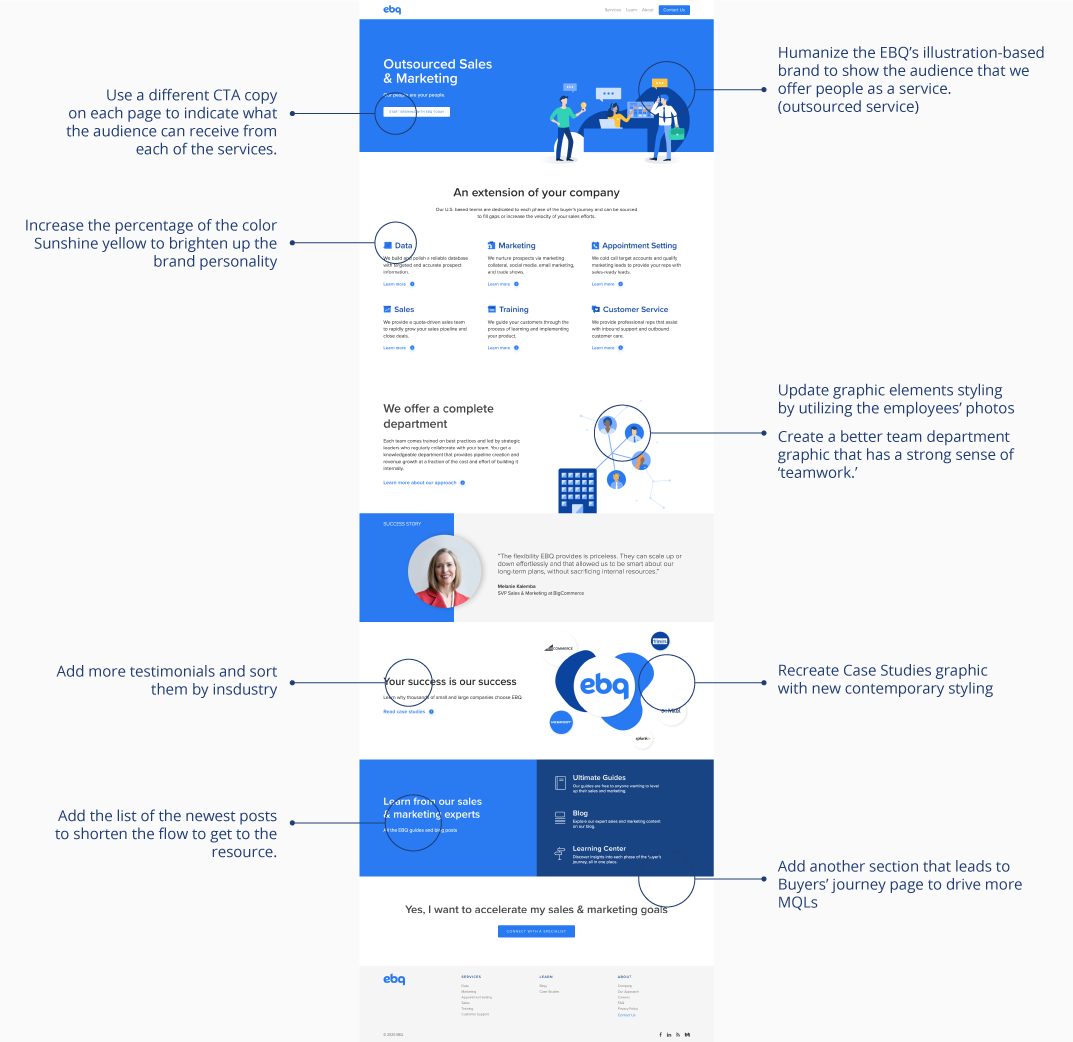 ebq
Services Learn About Contact Us
Outsourced Sales
& Marketing
Our people are your people.
Humanize the EBQ's illustration-based
brand to show the audience that we
offer people as a service.
(outsourced service)
Use a different CTA copy
on each page to indicate what
the audience can receive from
each of the services.
An extension of your company
Our U.S. based teams are dedicated to each phase of the buyer's journey and can be sourced
to fill gaps or increase the velocity of your sales efforts.
Increase the percentage of the color
Sunshine yellow to brighten up the
brand personality
Data
We build and polish a reliable database
with targeted and accurate prospect
information.
Learn more
Marketing
We nurture prospects via marketing
collateral, social media, email marketing,
and trade shows.
Learn more
Appointment Setting
We cold call target accounts and qualify
marketing leads to provide your reps with
sales-ready leads.
Learn more
Sales
We provide a quota-driven sales team
to rapidly grow your sales pipeline and
close deals.
Learn more
Training
We guide your customers through the
process of learning and implementing
your product.
Learn more
Customer Service
We provide professional reps that assist
with inbound support and outbound
customer care.
Learn more
We offer a complete
department
Each team comes trained on best practices and led by strategic
leaders who regularly collaborate with your team. You get a
knowledgeable department that provides pipeline creation and
revenue growth at a fraction of the cost and effort of building it
internally.
Learn more about our approach
Update graphic elements styling
by utilizing the employees' photos
Create a better team department
graphic that has a strong sense of
'teamwork.'
SUCCESS STORY
"The flexibility EBQ provides is priceless. They can scale up or
down effortlessly and that allowed us to be smart about our
long-term plans, without sacrificing internal resources."
Melanie Kalemba
SVP Sales & Marketing at BigCommerce
Add more testimonials and sort
them by insdustry
Your success is our success
Learn why thousands of small and large companies choose EBQ
Read case studies
COMMERCE
ebq
splunk>
Recreate Case Studies graphic
with new contemporary styling
Add the list of the newest posts
to shorten the flow to get to the
resource.
Learn from our sales
& marketing experts
All the EBQ guides and blog posts
Ultimate Guides
Our guides are free to anyone wanting to level
up their sales and marketing.
Blog
Explore our expert sales and marketing content
on our blog.
Learning Center
Discover insights into each phase of the buyer's
journey, all in one place.
Add another section that leads to
Buyers' journey page to drive more
MQLs
Yes, I want to accelerate my sales & marketing goals
CONNECT WITH A SPECIALIST
ebq
SERVICES
Data
Marketing
Appointment Setting
Sales
Training
Customer Support
LEARN
Blog
Case Studies
ABOUT
Company
Our Approach
Careers
FAQ
Privacy Policy
Contact Us
© 2020 EBQ